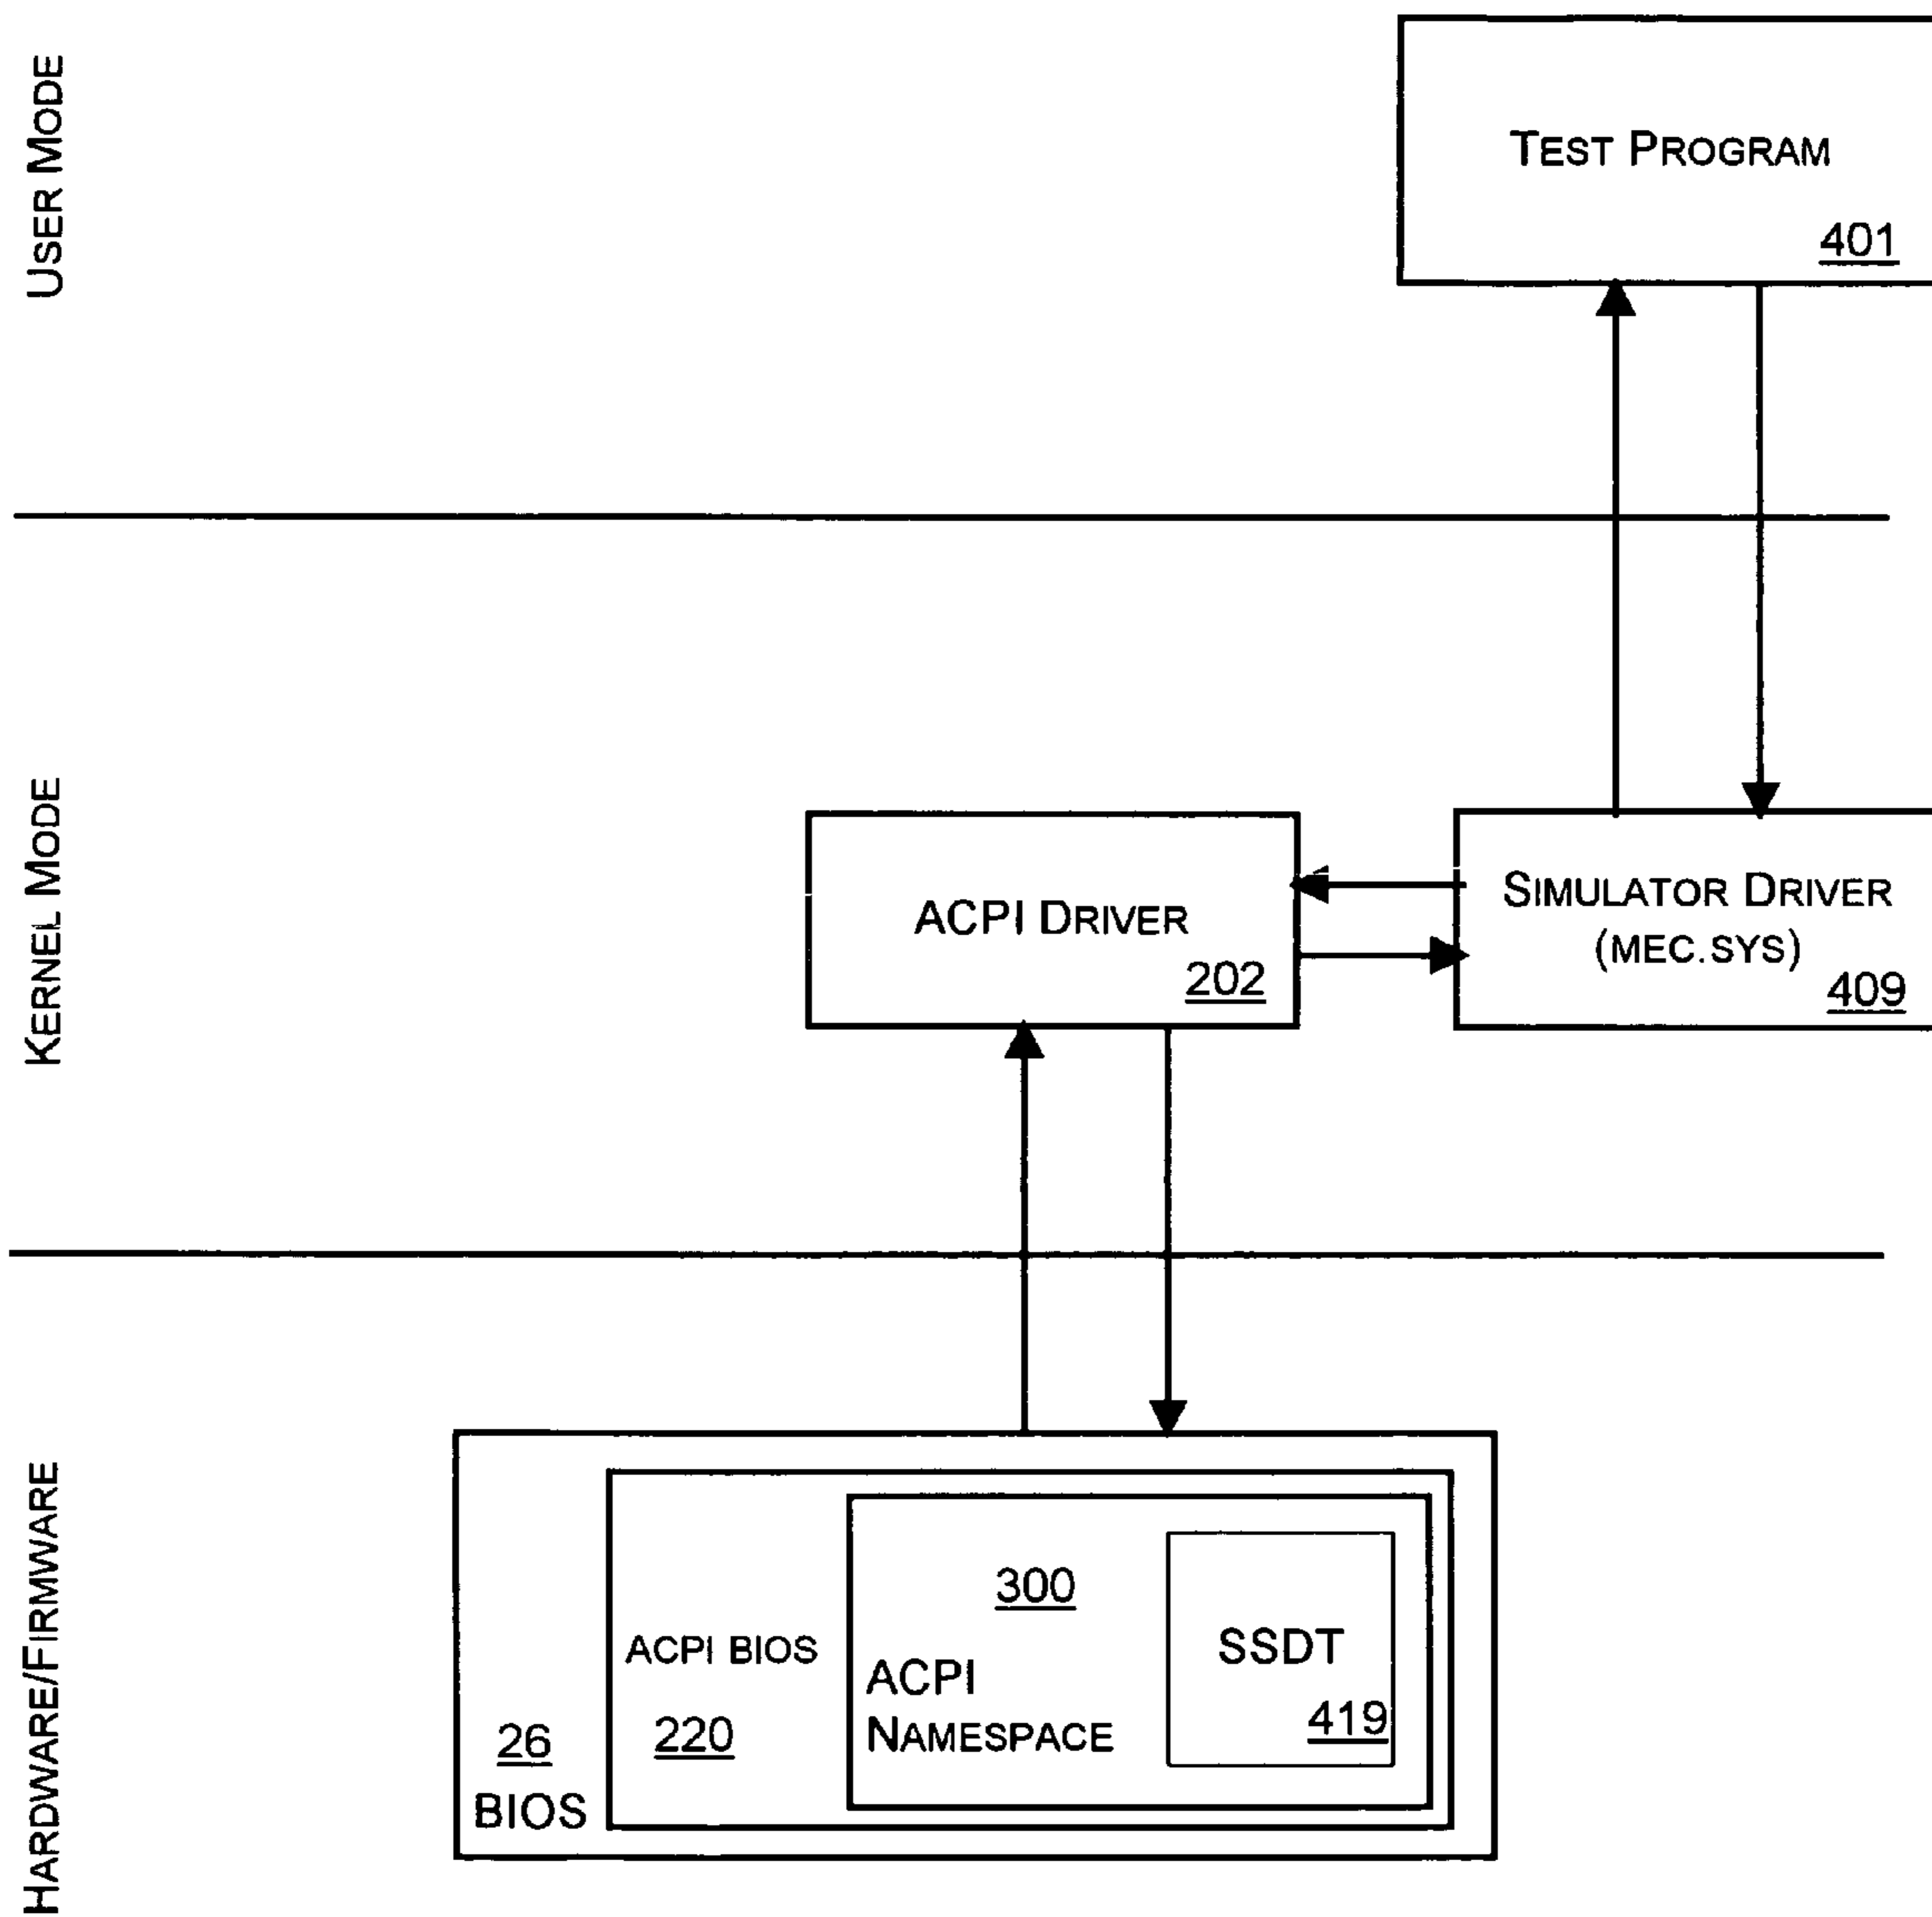 USER MODE
TEST PROGRAM
401
KERNEL MODE
ACPI DRIVER
202
SIMULATOR DRIVER
(MEC.SYS)
409
HARDWARE/FIRMWARE
26
BIOS
ACPI BIOS
220
300
ACPI
NAMESPACE
SSDT
419